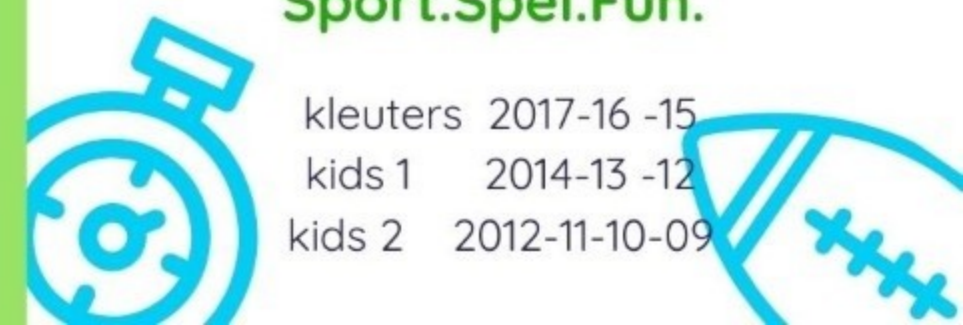 Sport.Spel.Fun.
kleuters 2017-16 -15
kids 1 2014-13 -12
kids 2 2012-11-10-09